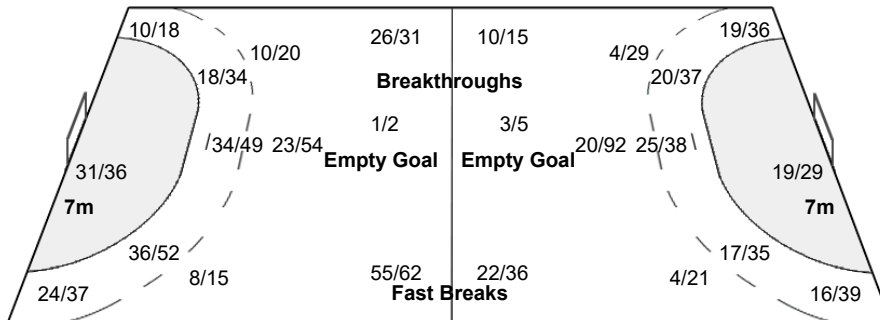 10/18 26/31 10/15 19/36
10/20 4/29
18/34 Breakthroughs 20/37
1/2 3/5
34/49 23/54 20/92 25/38
Empty Goal Empty Goal
31/36 19/29
7m 7m
36/52 17/35
8/15 55/62 22/36 4/21
24/37 Fast Breaks 16/39